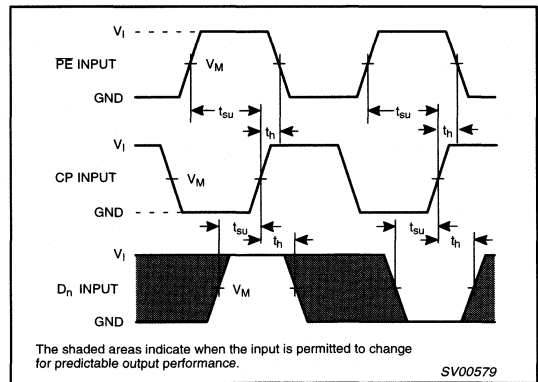 V_I
P̅E̅ INPUT V_M
GND
t_su t_h t_su t_h
V_I
CP INPUT V_M
GND
t_su t_h t_su t_h
V_I
D_n INPUT V_M
GND
The shaded areas indicate when the input is permitted to change
for predictable output performance.
SV00579